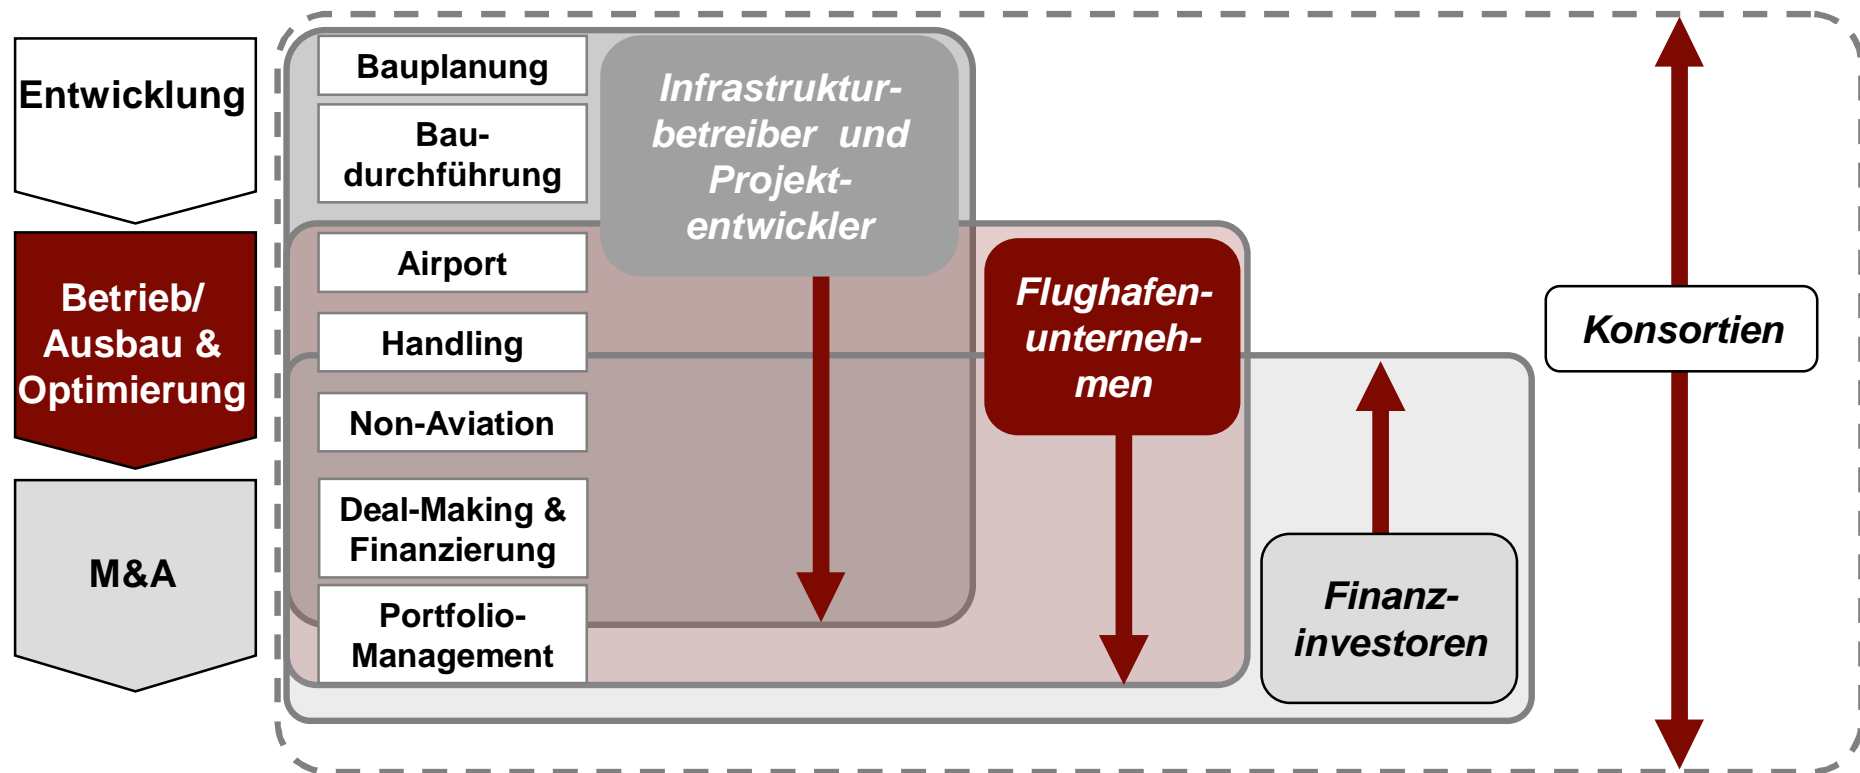 Entwicklung
Betrieb/
Ausbau &
Optimierung
M&A
Bauplanung
Bau-
durchführung
Airport
Handling
Non-Aviation
Deal-Making &
Finanzierung
Portfolio-
Management
Infrastruktur-
betreiber und
Projekt-
entwickler
Flughafen-
unterneh-
men
Finanz-
investoren
Konsortien